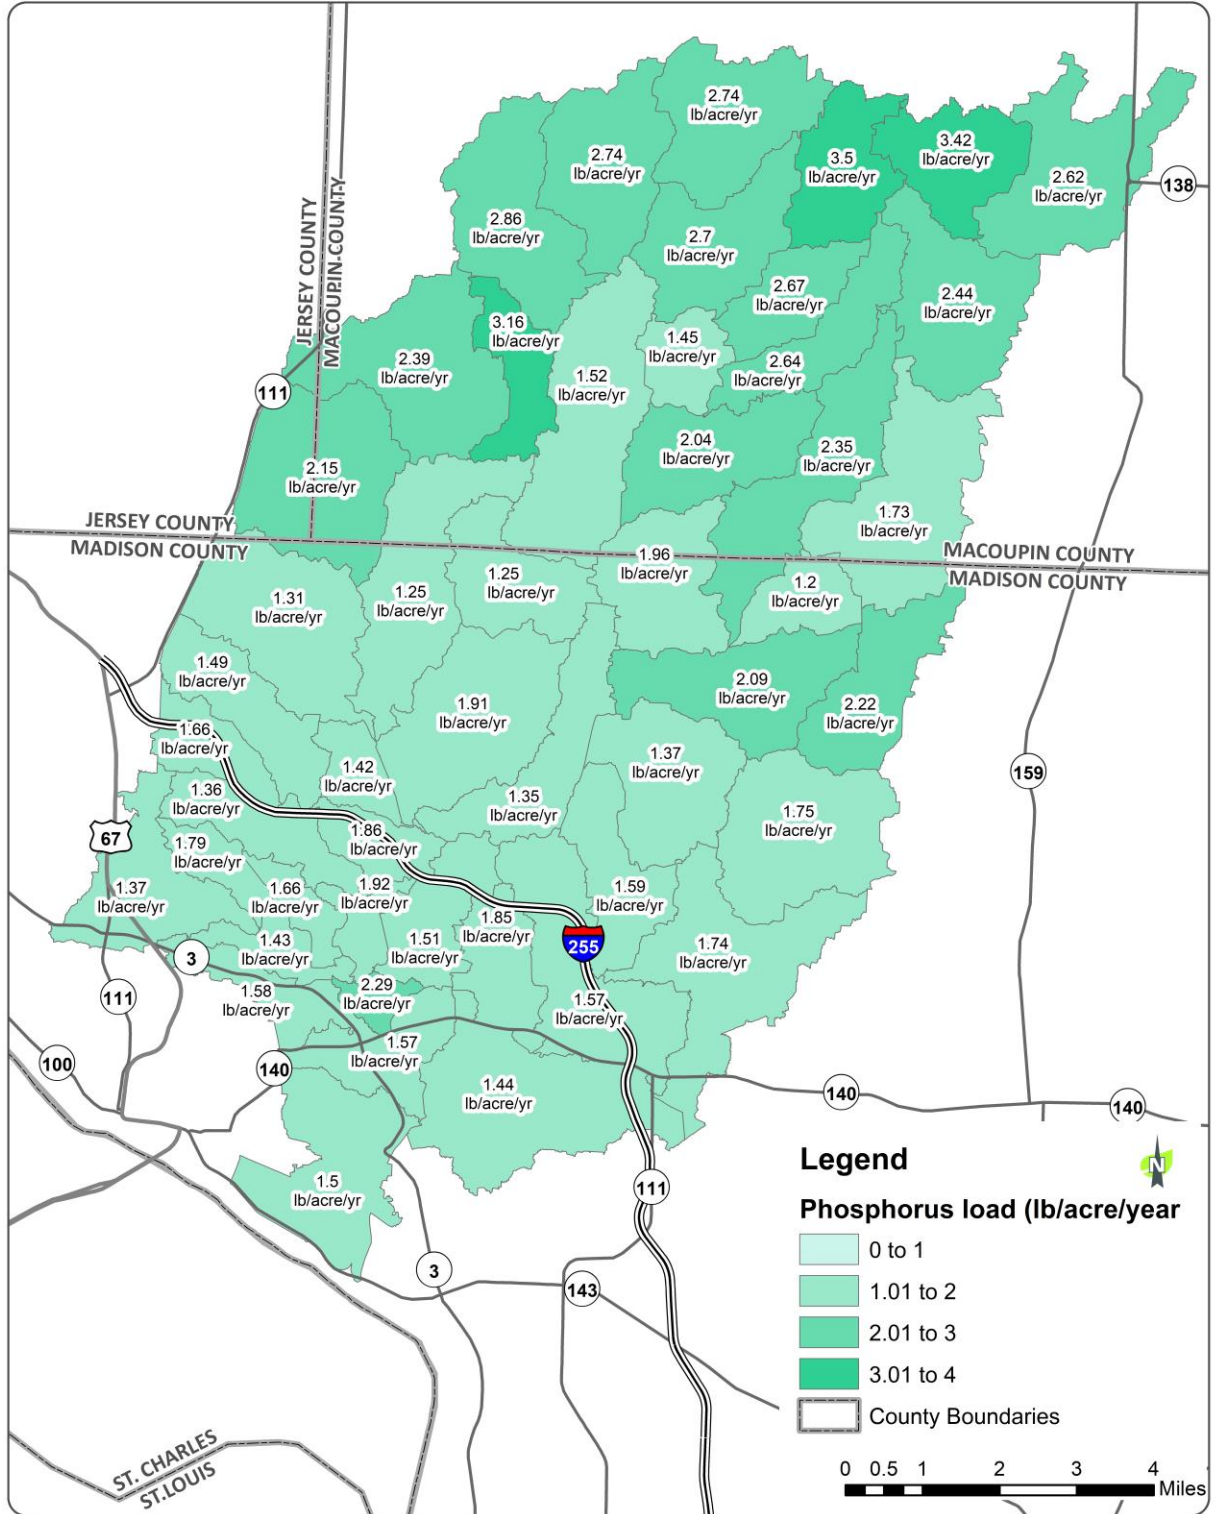 2.74
lb/acre/yr
2.74
lb/acre/yr
3.5
lb/acre/yr
3.42
lb/acre/yr
2.62
lb/acre/yr
138
2.86
lb/acre/yr
2.7
lb/acre/yr
JERSEY COUNTY
MACOUPIN COUNTY
2.67
lb/acre/yr
2.44
lb/acre/yr
3.16
lb/acre/yr
1.45
lb/acre/yr
2.39
lb/acre/yr
2.64
lb/acre/yr
1.52
lb/acre/yr
111
2.04
lb/acre/yr
2.35
lb/acre/yr
2.15
lb/acre/yr
1.73
lb/acre/yr
JERSEY COUNTY
MADISON COUNTY
MACOUPIN COUNTY
MADISON COUNTY
1.96
lb/acre/yr
1.25
lb/acre/yr
1.2
lb/acre/yr
1.31
lb/acre/yr
1.25
lb/acre/yr
1.49
lb/acre/yr
2.09
lb/acre/yr
1.91
lb/acre/yr
2.22
lb/acre/yr
1.66
lb/acre/yr
1.37
lb/acre/yr
1.42
lb/acre/yr
159
1.36
lb/acre/yr
1.35
lb/acre/yr
1.75
lb/acre/yr
67
1.79
lb/acre/yr
1.86
lb/acre/yr
1.37
lb/acre/yr
1.66
lb/acre/yr
1.92
lb/acre/yr
1.59
lb/acre/yr
1.85
lb/acre/yr
1.43
lb/acre/yr
1.51
lb/acre/yr
255
1.74
lb/acre/yr
3
111
1.58
lb/acre/yr
2.29
lb/acre/yr
1.57
lb/acre/yr
1.57
lb/acre/yr
100
140
1.44
lb/acre/yr
140
140
1.5
lb/acre/yr
111
3
143
Legend
N
Phosphorus load (lb/acre/year
0 to 1
1.01 to 2
2.01 to 3
3.01 to 4
County Boundaries
0 0.5 1 2 3 4
Miles
ST. CHARLES
ST.LOUIS